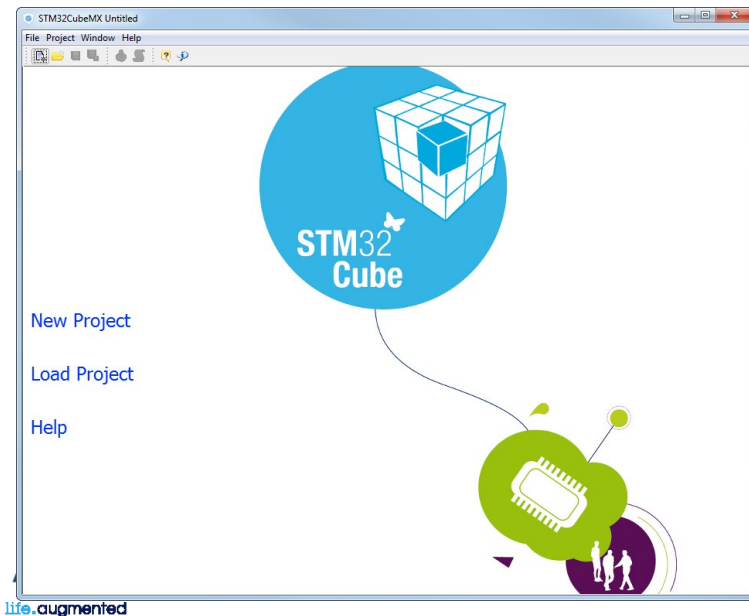 STM32CubeMX Untitled
File Project Window Help
STM32
Cube
New Project
Load Project
Help
life.augmented